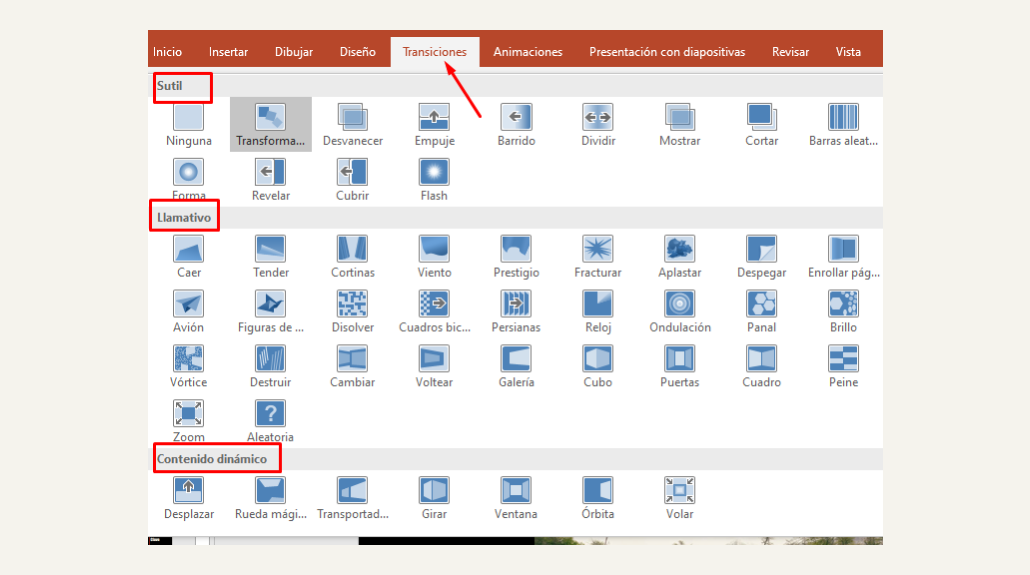 Inicio Insertar Dibujar Diseño Transiciones Animaciones Presentación con diapositivas Revisar Vista
Sutil
Ninguna Transforma... Desvanecer Empuje Barrido Dividir Mostrar Cortar Barras aleat...
Forma Revelar Cubrir Flash
Llamativo
Caer Tender Cortinas Viento Prestigio Fracturar Aplastar Despegar Enrollar pág...
Avión Figuras de ... Disolver Cuadros bic... Persianas Reloj Ondulación Panal Brillo
Vórtice Destruir Cambiar Voltear Galería Cubo Puertas Cuadro Peine
Zoom Aleatoria
Contenido dinámico
Desplazar Rueda mági... Transportad... Girar Ventana Órbita Volar